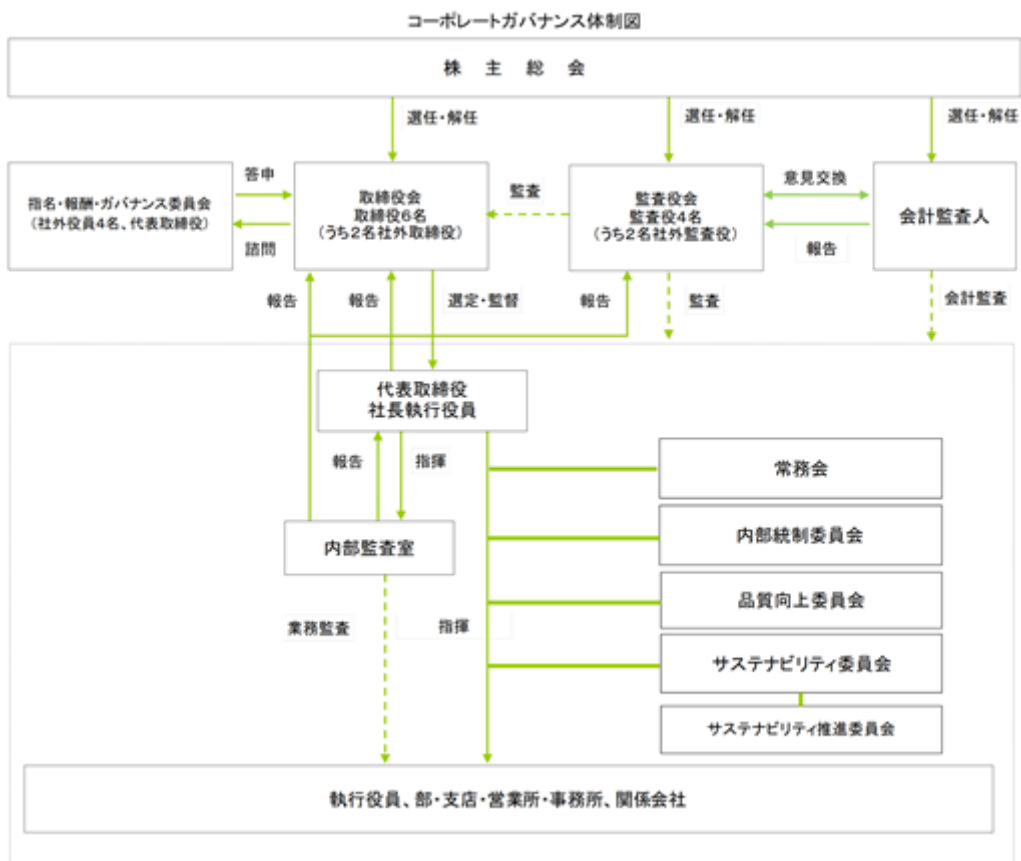 コーポレートガバナンス体制図
株 主 総 会
選任・解任
選任・解任
選任・解任
指名・報酬・ガバナンス委員会
(社外役員4名、代表取締役)
答申
諮問
取締役会
取締役6名
(うち2名社外取締役)
監査
監査役会
監査役4名
(うち2名社外監査役)
意見交換
報告
会計監査人
報告
報告
選定・監督
報告
監査
会計監査
代表取締役
社長執行役員
報告
指揮
常務会
内部監査室
内部統制委員会
品質向上委員会
業務監査
指揮
サステナビリティ委員会
サステナビリティ推進委員会
執行役員、部・支店・営業所・事務所、関係会社